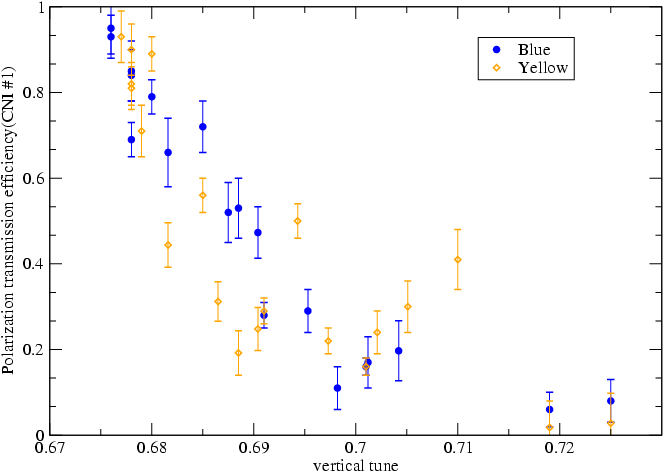 1
0.8
0.6
0.4
0.2
0
Polarization transmission efficiency(CNI #1)
Blue
Yellow
0.67 0.68 0.69 0.7 0.71 0.72
vertical tune